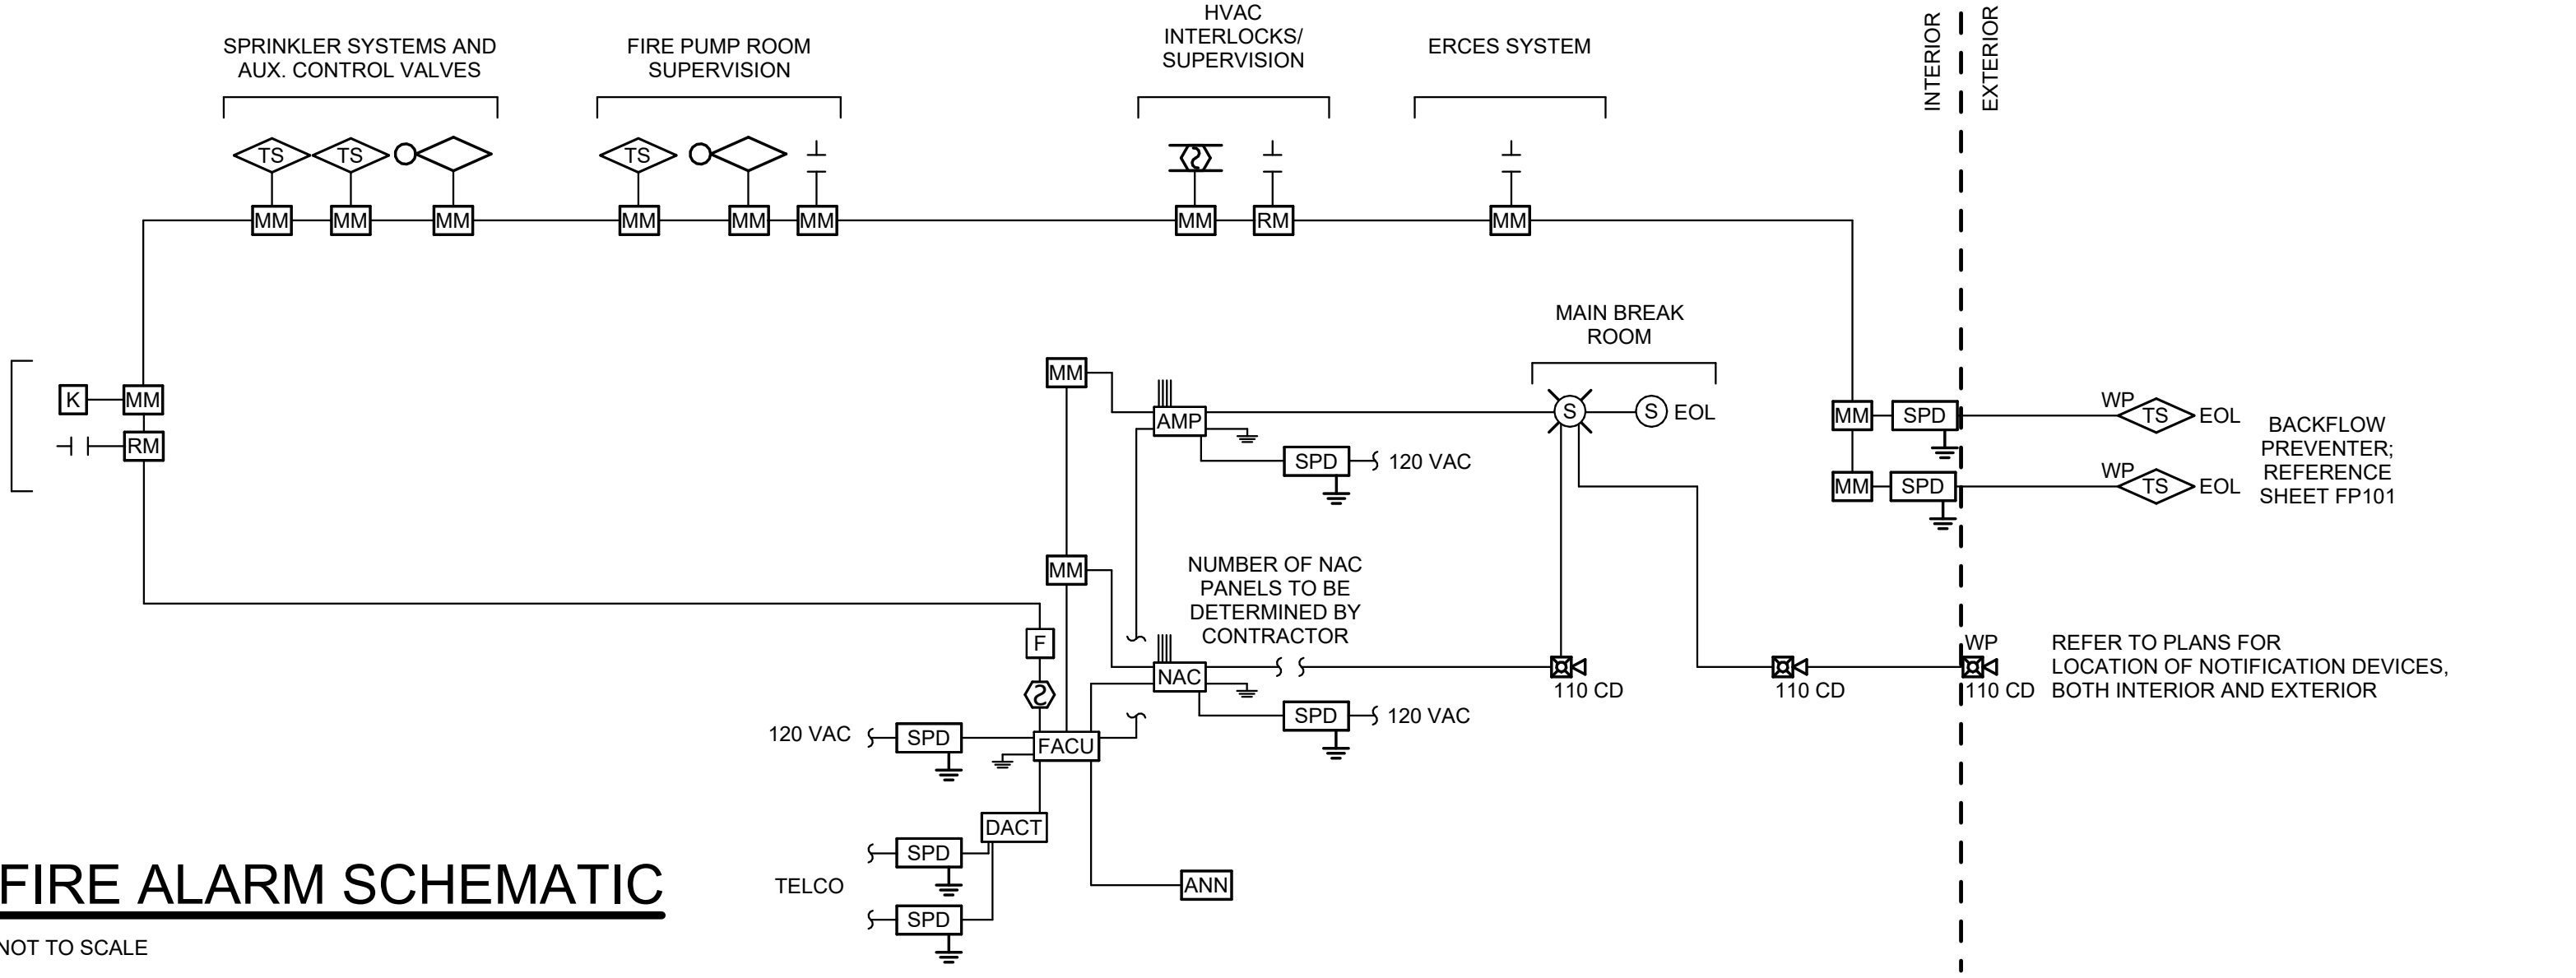 HVAC
INTERLOCKS/
SUPERVISION
SPRINKLER SYSTEMS AND
AUX. CONTROL VALVES
FIRE PUMP ROOM
SUPERVISION
ERCES SYSTEM
INTERIOR
EXTERIOR
TS
TS
TS
MM
MM
MM
MM
MM
MM
MM
RM
MM
MAIN BREAK
ROOM
K
MM
RM
MM
AMP
S
S
EOL
SPD
120 VAC
MM
SPD
WP
TS
EOL
MM
SPD
WP
TS
EOL
BACKFLOW
PREVENTER;
REFERENCE
SHEET FP101
MM
NUMBER OF NAC
PANELS TO BE
DETERMINED BY
CONTRACTOR
F
NAC
110 CD
110 CD
WP
110 CD
REFER TO PLANS FOR
LOCATION OF NOTIFICATION DEVICES,
BOTH INTERIOR AND EXTERIOR
SPD
120 VAC
120 VAC
SPD
FACU
DACT
SPD
TELCO
SPD
ANN
FIRE ALARM SCHEMATIC
NOT TO SCALE